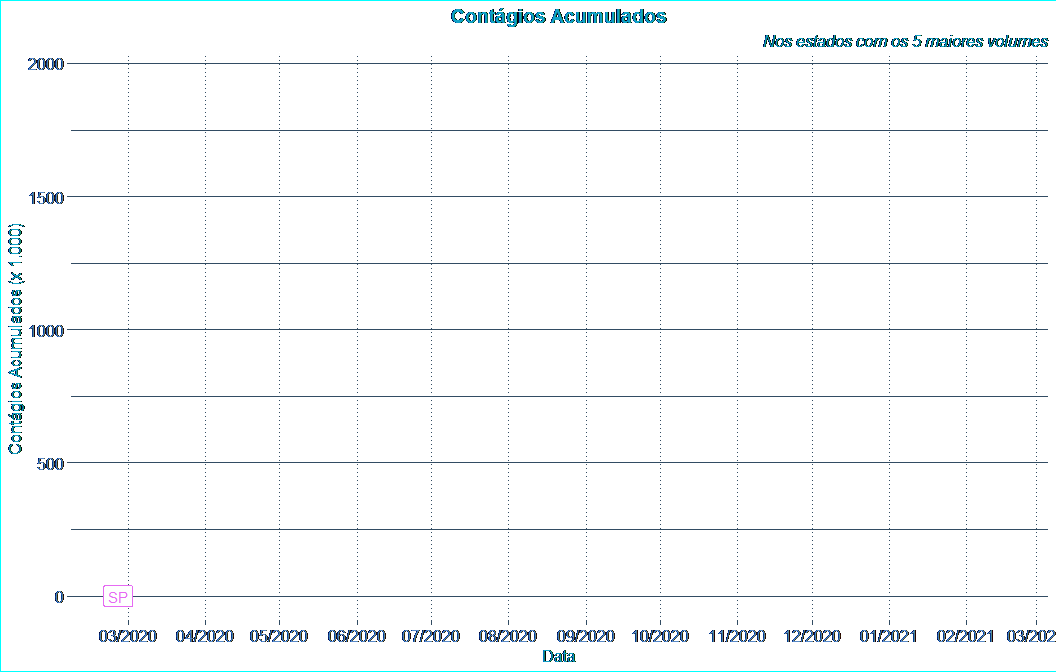 Contágios Acumulados
Nos estados com os 5 maiores volumes
Contágios Acumulados (x 1.000)
2000
1500
1000
500
0
SP
03/2020 04/2020 05/2020 06/2020 07/2020 08/2020 09/2020 10/2020 11/2020 12/2020 01/2021 02/2021 03/202
Data